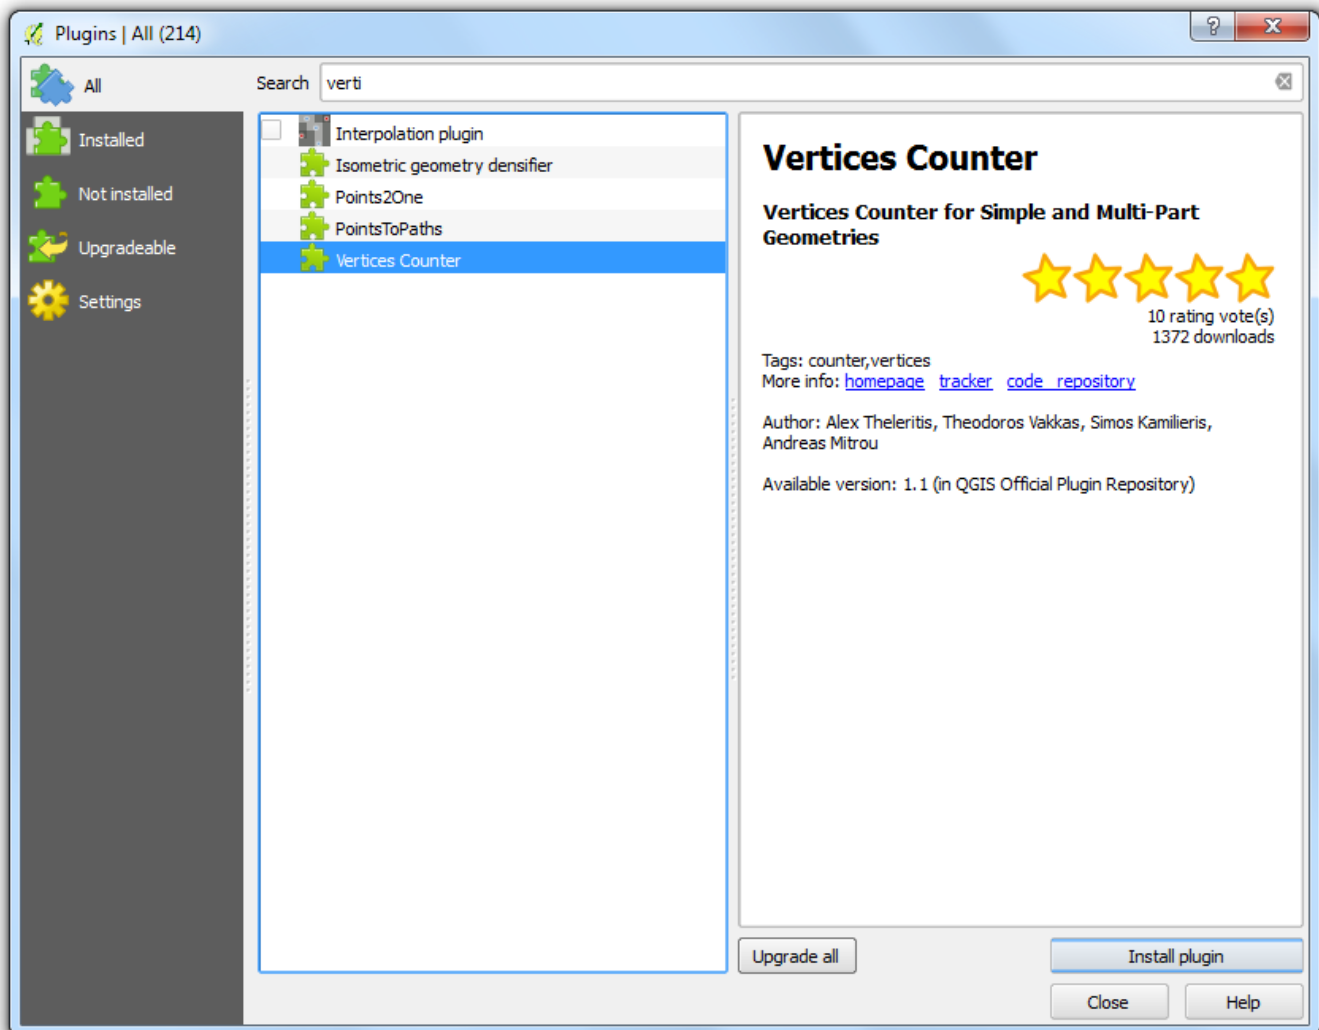 Plugins | All (214)
?
X
All
Search
verti
Installed
Not installed
Upgradeable
Settings
Interpolation plugin
Isometric geometry densifier
Points2One
PointsToPaths
Vertices Counter
Vertices Counter
Vertices Counter for Simple and Multi-Part
Geometries
10 rating vote(s)
1372 downloads
Tags: counter,vertices
More info: homepage tracker code_repository
Author: Alex Theleritis, Theodoros Vakkas, Simos Kamilieris,
Andreas Mitrou
Available version: 1.1 (in QGIS Official Plugin Repository)
Upgrade all
Install plugin
Close
Help